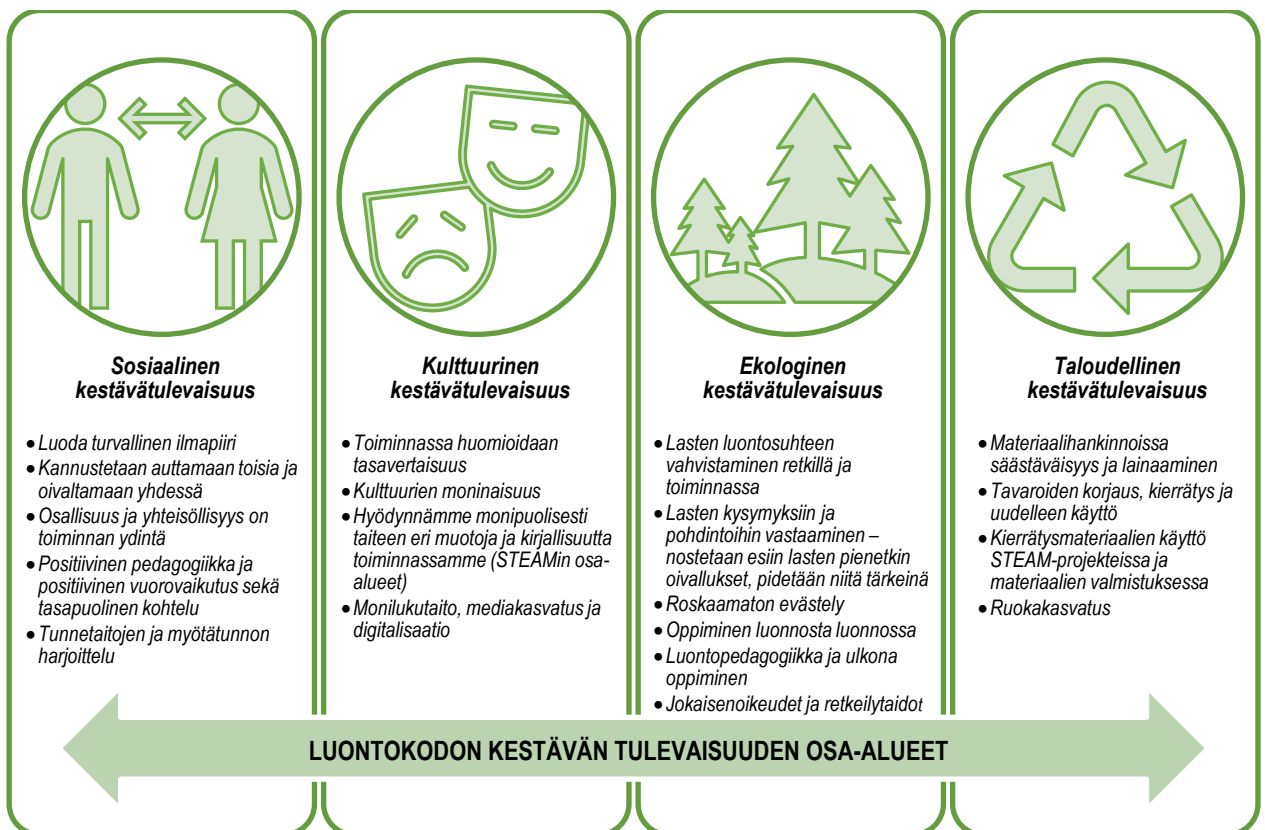 Sosiaalinen
kestävätulevaisuus
• Luoda turvallinen ilmapiiri
• Kannustetaan auttamaan toisia ja
oivaltamaan yhdessä
• Osallisuus ja yhteisöllisyys on
toiminnan ydintä
• Positiivinen pedagogiikka ja
positiivinen vuorovaikutus sekä
tasapuolinen kohtelu
• Tunnetaitojen ja myötätunnon
harjoittelu
Kulttuurinen
kestävätulevaisuus
• Toiminnassa huomioidaan
tasavertaisuus
• Kulttuurien moninaisuus
• Hyödynnämme monipuolisesti
taiteen eri muotoja ja kirjallisuutta
toiminnassamme (STEAMin osa-
alueet)
• Monilukutaito, mediakasvatus ja
digitalisaatio
Ekologinen
kestävätulevaisuus
• Lasten luontosuhteen
vahvistaminen retkillä ja
toiminnassa
• Lasten kysymyksiin ja
pohdintoihin vastaaminen –
nostetaan esiin lasten pienetkin
oivallukset, pidetään niitä tärkeinä
• Roskaamaton evästely
• Oppiminen luonnosta luonnossa
• Luontopedagogiikka ja ulkona
oppiminen
• Jokaisenoikeudet ja retkeilytaidot
Taloudellinen
kestävätulevaisuus
• Materiaalihankinnoissa
säästäväisyys ja lainaaminen
• Tavaroiden korjaus, kierrätys ja
uudelleen käyttö
• Kierrätysmateriaalien käyttö
STEAM-projekteissa ja
materiaalien valmistuksessa
• Ruokakasvatus
LUONTOKODON KESTÄVÄN TULEVAISUUDEN OSA-ALUEET